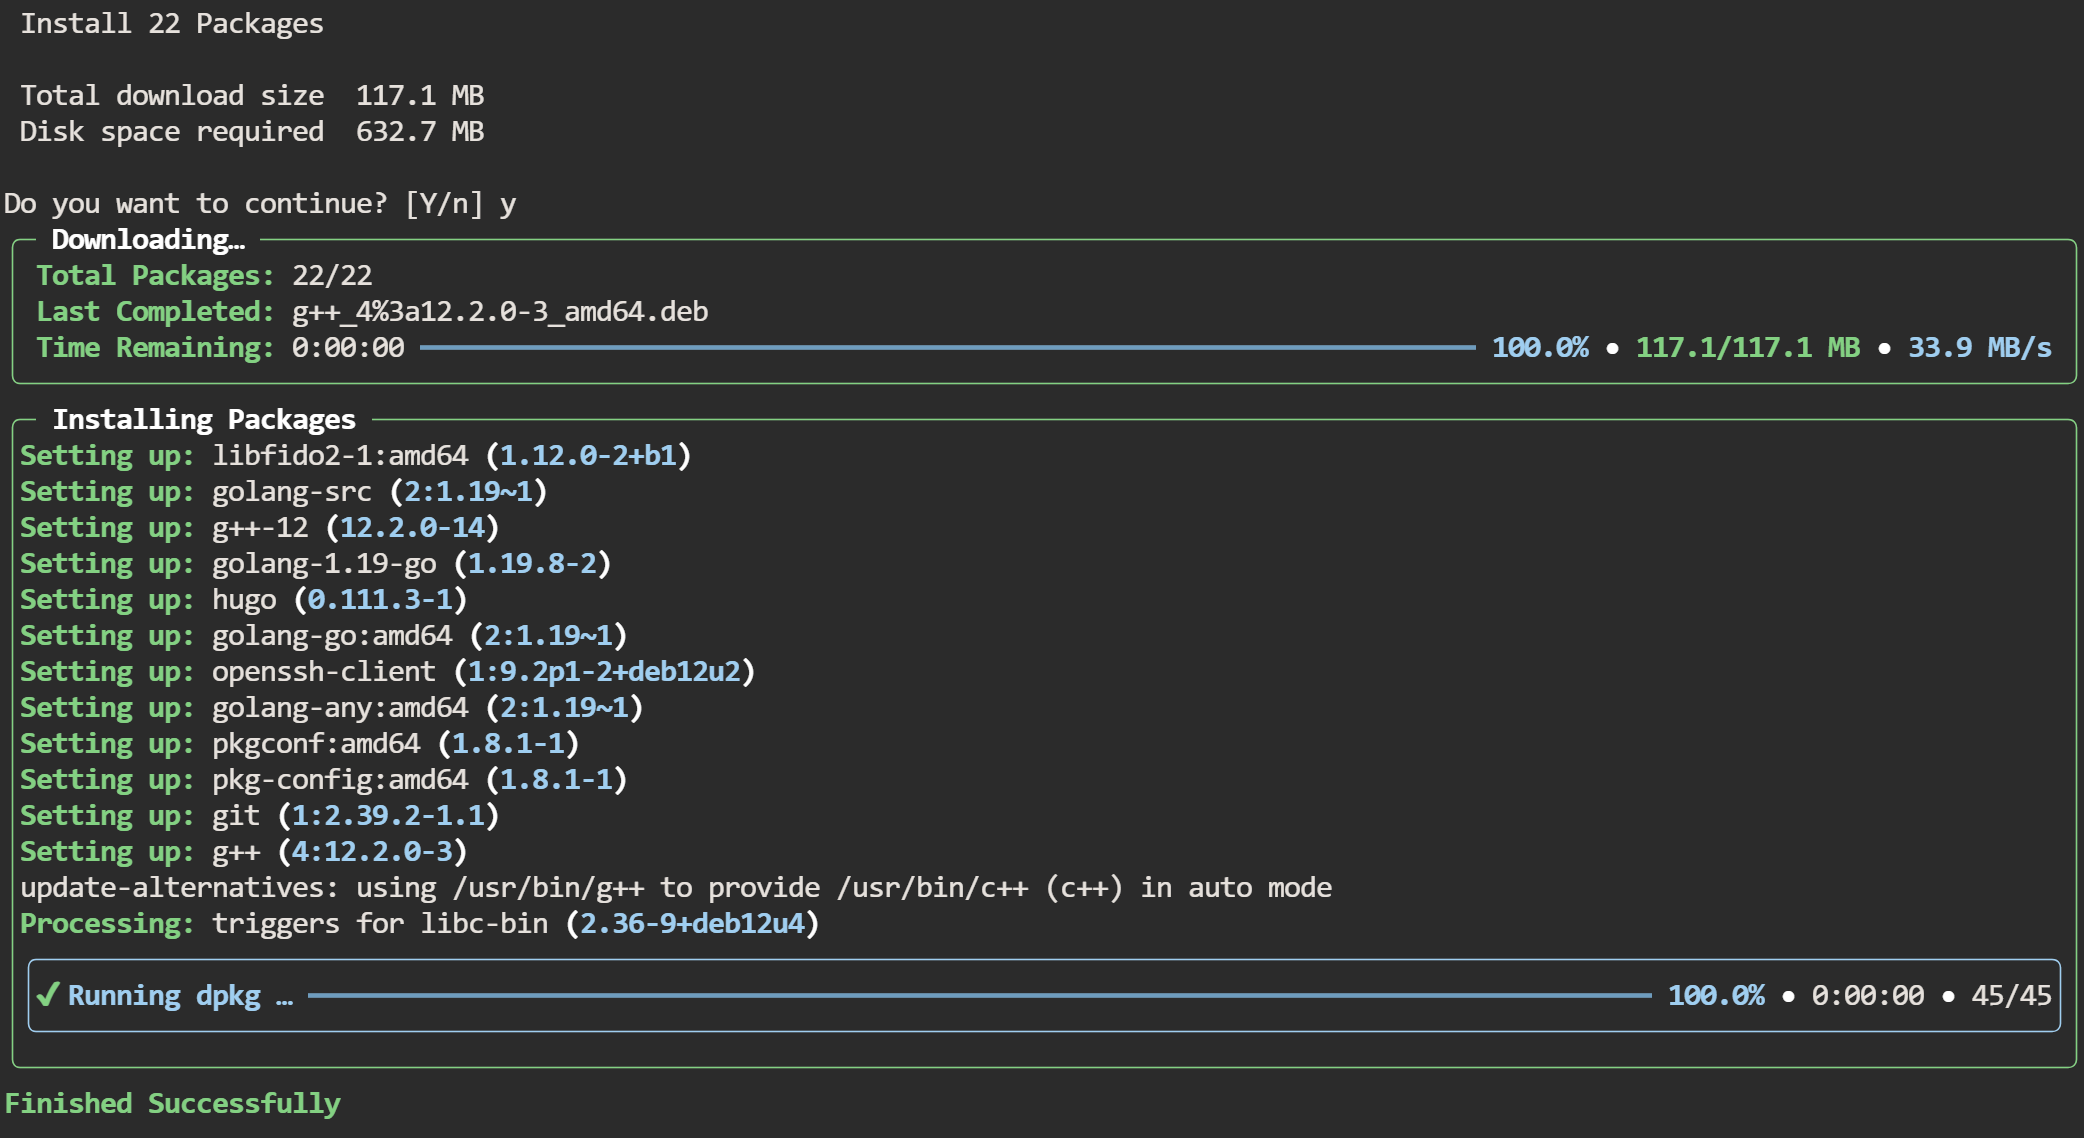 Install 22 Packages
Total download size  117.1 MB
Disk space required  632.7 MB
Do you want to continue? [Y/n] y
Downloading…
Total Packages: 22/22
Last Completed: g++_4%3a12.2.0-3_amd64.deb
Time Remaining: 0:00:00 100.0% • 117.1/117.1 MB • 33.9 MB/s
Installing Packages
Setting up: libfido2-1:amd64 (1.12.0-2+b1)
Setting up: golang-src (2:1.19~1)
Setting up: g++-12 (12.2.0-14)
Setting up: golang-1.19-go (1.19.8-2)
Setting up: hugo (0.111.3-1)
Setting up: golang-go:amd64 (2:1.19~1)
Setting up: openssh-client (1:9.2p1-2+deb12u2)
Setting up: golang-any:amd64 (2:1.19~1)
Setting up: pkgconf:amd64 (1.8.1-1)
Setting up: pkg-config:amd64 (1.8.1-1)
Setting up: git (1:2.39.2-1.1)
Setting up: g++ (4:12.2.0-3)
update-alternatives: using /usr/bin/g++ to provide /usr/bin/c++ (c++) in auto mode
Processing: triggers for libc-bin (2.36-9+deb12u4)
✔ Running dpkg … 100.0% • 0:00:00 • 45/45
Finished Successfully